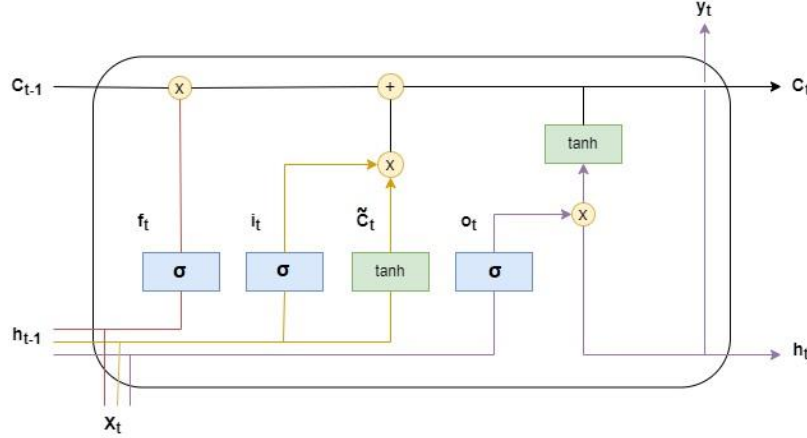 yₜ
Cₜ₋₁ x + Cₜ
tanh
x
fₜ iₜ C̃ₜ oₜ x
σ σ tanh σ
hₜ₋₁
hₜ
Xₜ